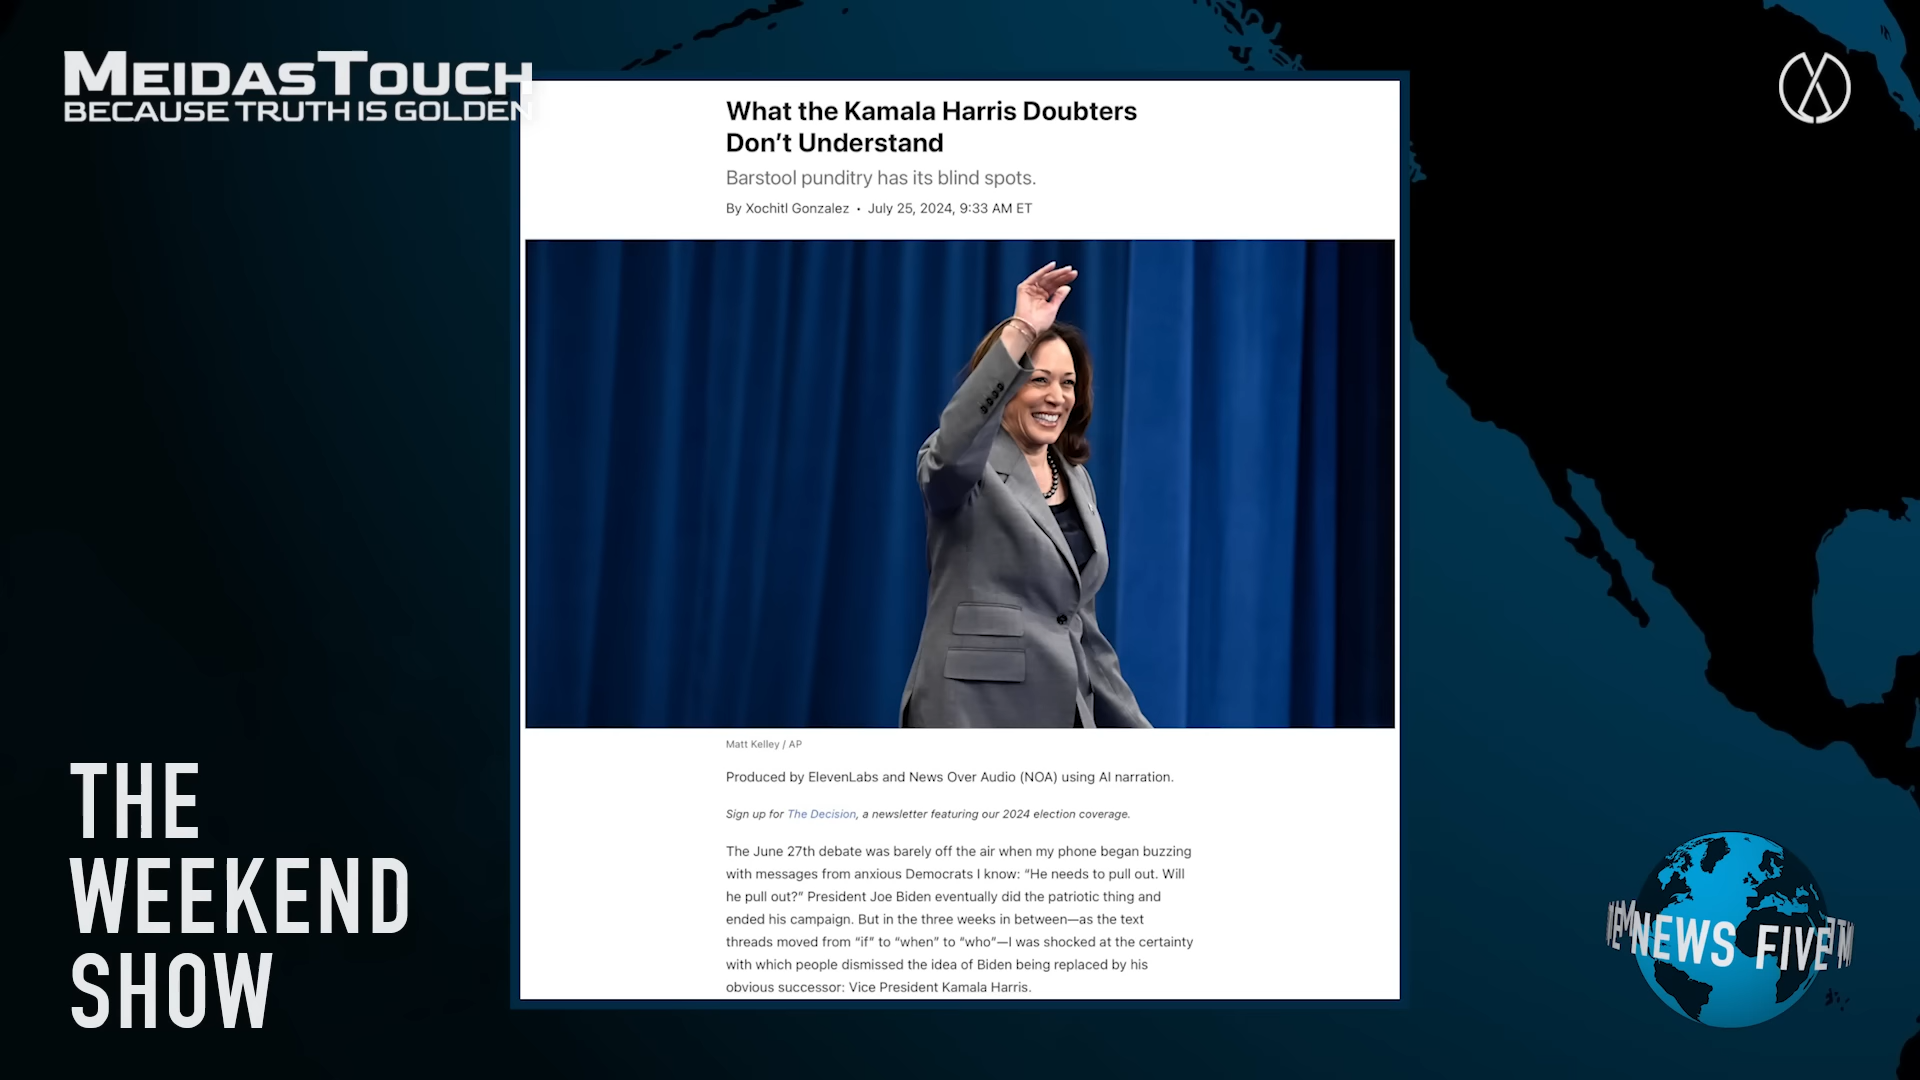 MEIDASTOUCH
BECAUSE TRUTH IS GOLDEN
What the Kamala Harris Doubters
Don’t Understand
Barstool punditry has its blind spots.
By Xochitl Gonzalez • July 25, 2024, 9:33 AM ET
Matt Kelley / AP
Produced by ElevenLabs and News Over Audio (NOA) using AI narration.
Sign up for The Decision, a newsletter featuring our 2024 election coverage.
The June 27th debate was barely off the air when my phone began buzzing
with messages from anxious Democrats I know: “He needs to pull out. Will
he pull out?” President Joe Biden eventually did the patriotic thing and
ended his campaign. But in the three weeks in between—as the text
threads moved from “if” to “when” to “who”—I was shocked at the certainty
with which people dismissed the idea of Biden being replaced by his
obvious successor: Vice President Kamala Harris.
THE
WEEKEND
SHOW
NEWS FIVE